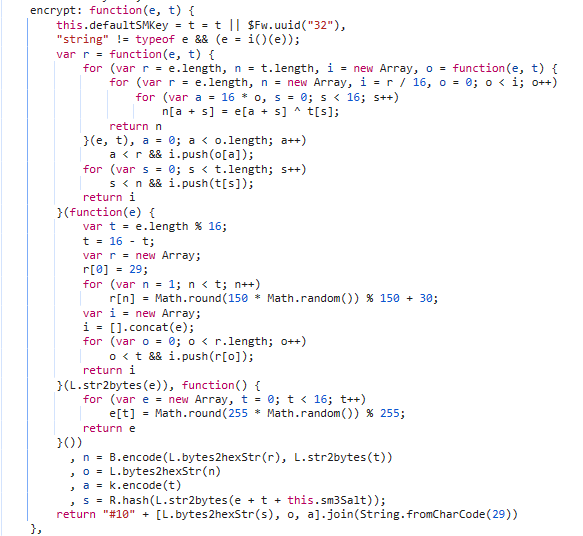 encrypt: function(e, t) {
this.defaultSMKey = t = t || $Fw.uuid("32"),
"string" != typeof e && (e = i()(e));
var r = function(e, t) {
for (var r = e.length, n = t.length, i = new Array, o = function(e, t) {
for (var r = e.length, n = new Array, i = r / 16, o = 0; o < i; o++)
for (var a = 16 * o, s = 0; s < 16; s++)
n[a + s] = e[a + s] ^ t[s];
return n
}(e, t), a = 0; a < o.length; a++)
a < r && i.push(o[a]);
for (var s = 0; s < t.length; s++)
s < n && i.push(t[s]);
return i
}(function(e) {
var t = e.length % 16;
t = 16 - t;
var r = new Array;
r[0] = 29;
for (var n = 1; n < t; n++)
r[n] = Math.round(150 * Math.random()) % 150 + 30;
var i = new Array;
i = [].concat(e);
for (var o = 0; o < r.length; o++)
o < t && i.push(r[o]);
return i
}(L.str2bytes(e)), function() {
for (var e = new Array, t = 0; t < 16; t++)
e[t] = Math.round(255 * Math.random()) % 255;
return e
}())
, n = B.encode(L.bytes2hexStr(r), L.str2bytes(t))
, o = L.bytes2hexStr(n)
, a = k.encode(t)
, s = R.hash(L.str2bytes(e + t + this.sm3Salt));
return "#10" + [L.bytes2hexStr(s), o, a].join(String.fromCharCode(29))
},